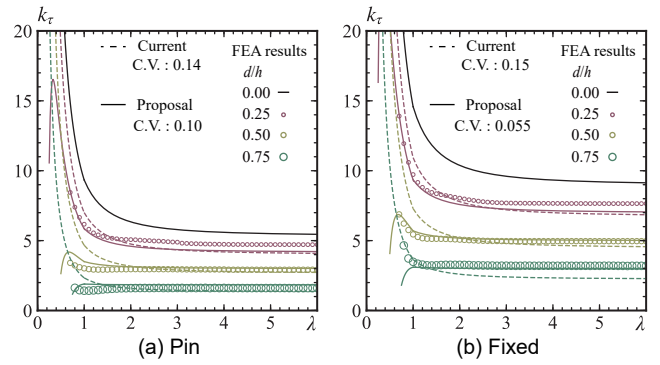 kτ
20
15
10
5
0
0 1 2 3 4 5 λ
Current
C.V. : 0.14
Proposal
C.V. : 0.10
FEA results
d/h
0.00
0.25
0.50
0.75
(a) Pin
kτ
20
15
10
5
0
0 1 2 3 4 5 λ
Current
C.V. : 0.15
Proposal
C.V. : 0.055
FEA results
d/h
0.00
0.25
0.50
0.75
(b) Fixed